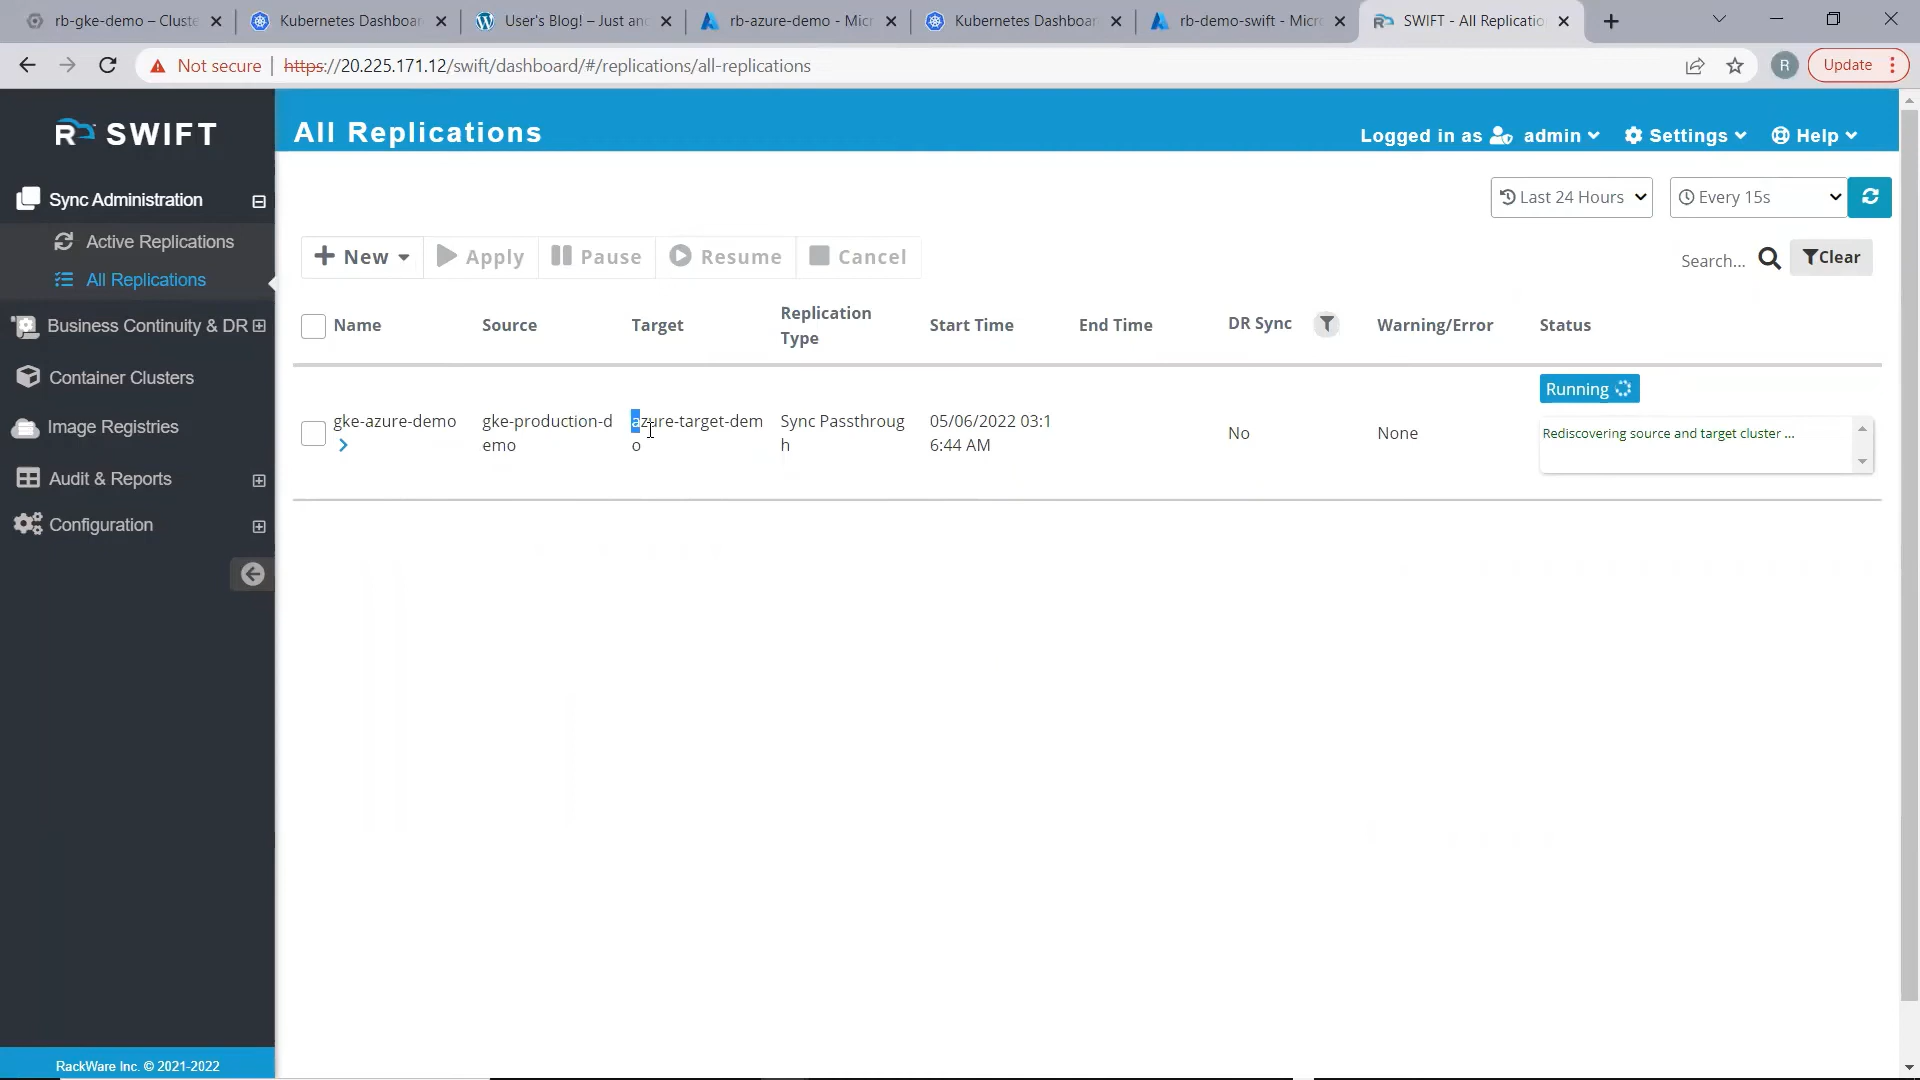 rb-gke-demo – Cluste
Kubernetes Dashboar
User's Blog! – Just and
rb-azure-demo - Micr
Kubernetes Dashboar
rb-demo-swift - Micro
SWIFT - All Replicatio
Not secure
https://20.225.171.12/swift/dashboard/#/replications/all-replications
R
Update
SWIFT
All Replications
Logged in as admin
Settings
Help
Sync Administration
Active Replications
All Replications
Business Continuity & DR
Container Clusters
Image Registries
Audit & Reports
Configuration
Last 24 Hours
Every 15s
New
Apply
Pause
Resume
Cancel
Search...
Clear
Name
Source
Target
Replication
Type
Start Time
End Time
DR Sync
Warning/Error
Status
gke-azure-demo
gke-production-d
emo
azure-target-dem
o
Sync Passthroug
h
05/06/2022 03:1
6:44 AM
No
None
Running
Rediscovering source and target cluster ...
RackWare Inc. © 2021-2022